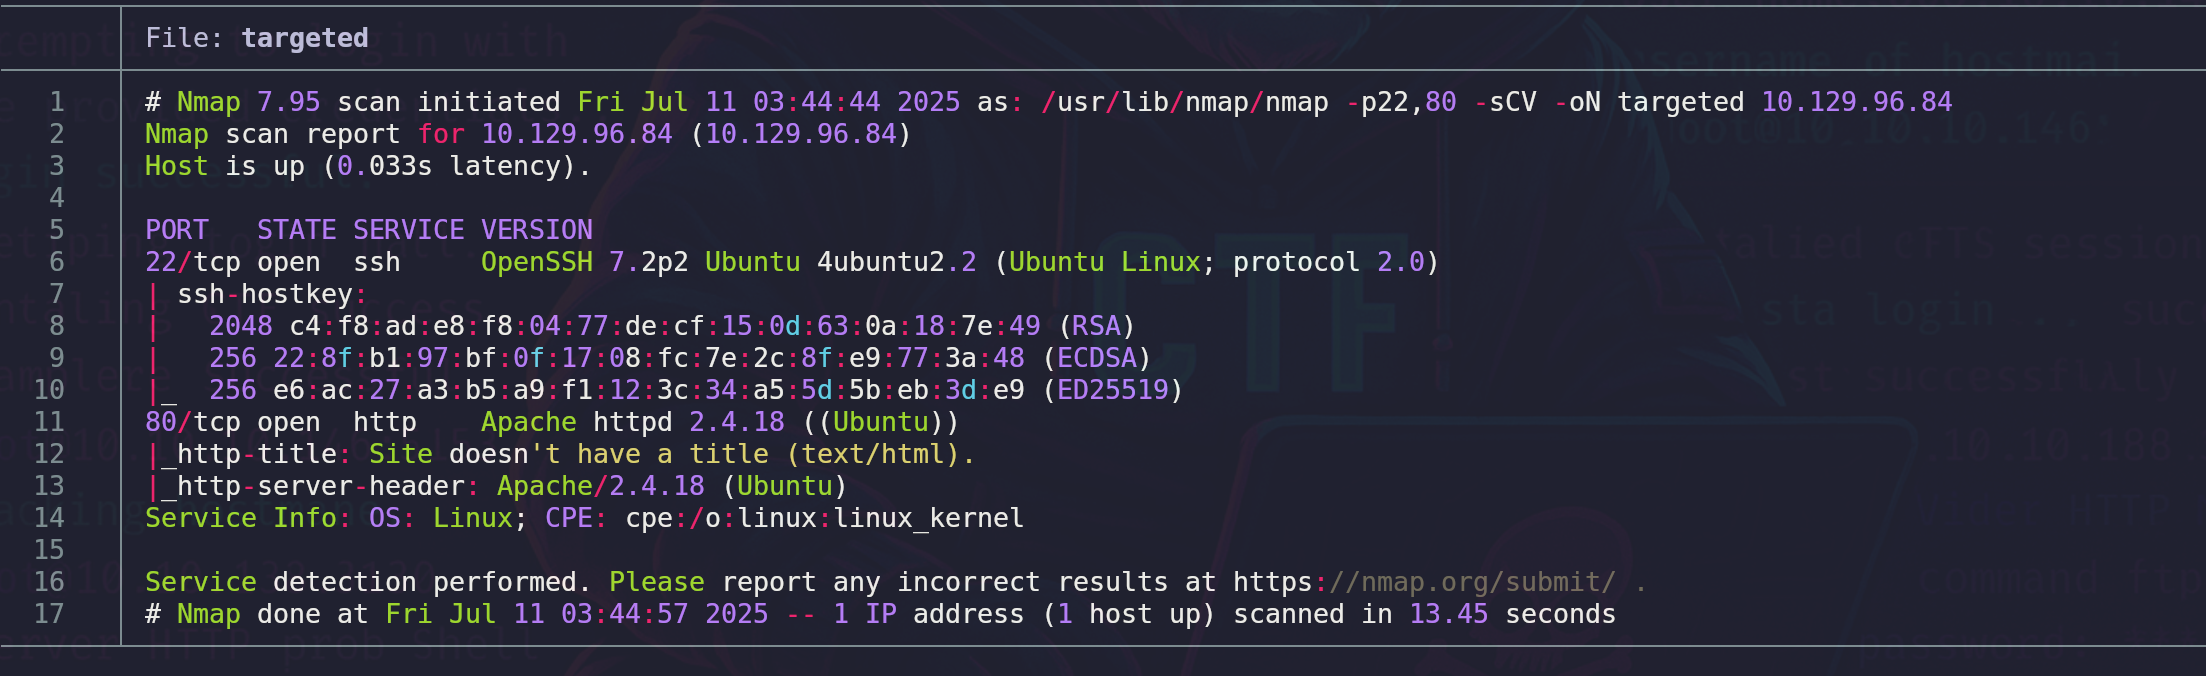 File: targeted
1 # Nmap 7.95 scan initiated Fri Jul 11 03:44:44 2025 as: /usr/lib/nmap/nmap -p22,80 -sCV -oN targeted 10.129.96.84
2 Nmap scan report for 10.129.96.84 (10.129.96.84)
3 Host is up (0.033s latency).
4
5 PORT   STATE SERVICE VERSION
6 22/tcp open  ssh     OpenSSH 7.2p2 Ubuntu 4ubuntu2.2 (Ubuntu Linux; protocol 2.0)
7 | ssh-hostkey:
8 |   2048 c4:f8:ad:e8:f8:04:77:de:cf:15:0d:63:0a:18:7e:49 (RSA)
9 |   256 22:8f:b1:97:bf:0f:17:08:fc:7e:2c:8f:e9:77:3a:48 (ECDSA)
10 |_  256 e6:ac:27:a3:b5:a9:f1:12:3c:34:a5:5d:5b:eb:3d:e9 (ED25519)
11 80/tcp open  http    Apache httpd 2.4.18 ((Ubuntu))
12 |_http-title: Site doesn't have a title (text/html).
13 |_http-server-header: Apache/2.4.18 (Ubuntu)
14 Service Info: OS: Linux; CPE: cpe:/o:linux:linux_kernel
15
16 Service detection performed. Please report any incorrect results at https://nmap.org/submit/ .
17 # Nmap done at Fri Jul 11 03:44:57 2025 -- 1 IP address (1 host up) scanned in 13.45 seconds
CTF